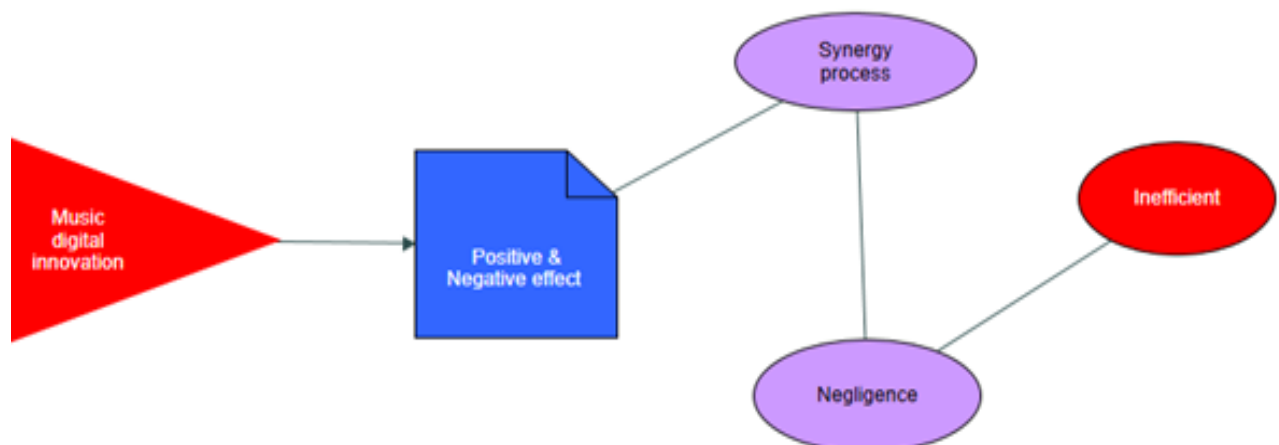 Music
digital
innovation
Positive &
Negative effect
Synergy
process
Negligence
Inefficient